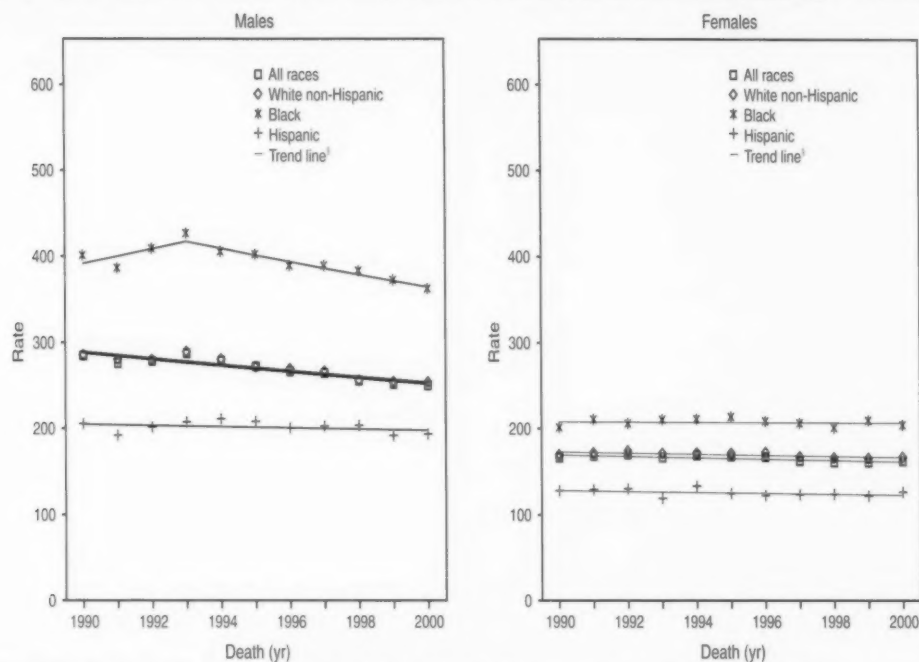 Males
600
500
400
300
200
100
0
Rate
All races
White non-Hispanic
Black
Hispanic
Trend line§
1990 1992 1994 1996 1998 2000
Death (yr)
Females
600
500
400
300
200
100
0
Rate
All races
White non-Hispanic
Black
Hispanic
Trend line§
1990 1992 1994 1996 1998 2000
Death (yr)